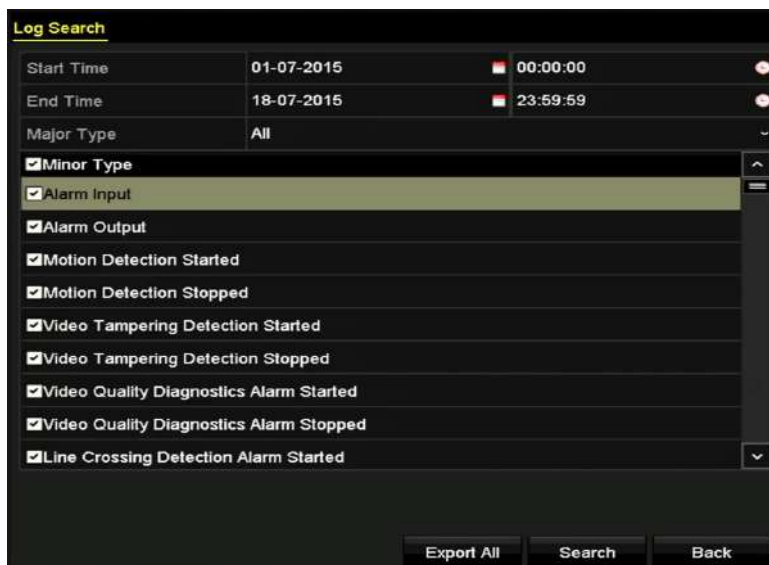 Log Search
Start Time 01-07-2015 00:00:00
End Time 18-07-2015 23:59:59
Major Type All
Minor Type
Alarm Input
Alarm Output
Motion Detection Started
Motion Detection Stopped
Video Tampering Detection Started
Video Tampering Detection Stopped
Video Quality Diagnostics Alarm Started
Video Quality Diagnostics Alarm Stopped
Line Crossing Detection Alarm Started
Export All Search Back